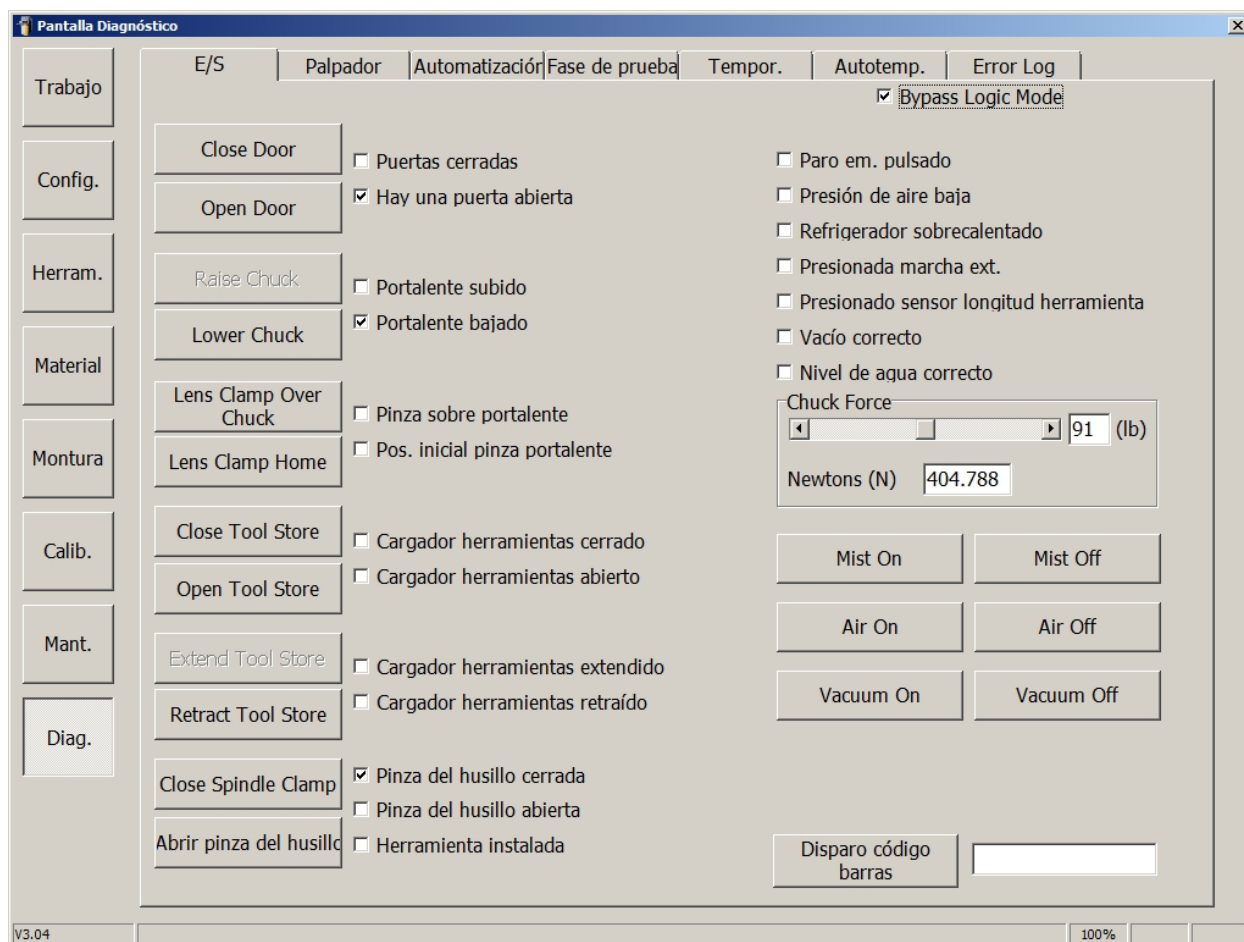 Pantalla Diagnóstico
E/S
Palpador
Automatización
Fase de prueba
Tempor.
Autotemp.
Error Log
Bypass Logic Mode
Trabajo
Config.
Herram.
Material
Montura
Calib.
Mant.
Diag.
Close Door
Open Door
Puertas cerradas
Hay una puerta abierta
Raise Chuck
Lower Chuck
Portalente subido
Portalente bajado
Lens Clamp Over
Chuck
Lens Clamp Home
Pinza sobre portalente
Pos. inicial pinza portalente
Close Tool Store
Open Tool Store
Cargador herramientas cerrado
Cargador herramientas abierto
Extend Tool Store
Retract Tool Store
Cargador herramientas extendido
Cargador herramientas retraído
Close Spindle Clamp
Abrir pinza del husillo
Pinza del husillo cerrada
Pinza del husillo abierta
Herramienta instalada
Paro em. pulsado
Presión de aire baja
Refrigerador sobrecalentado
Presionada marcha ext.
Presionado sensor longitud herramienta
Vacío correcto
Nivel de agua correcto
Chuck Force
91 (lb)
Newtons (N) 404.788
Mist On
Mist Off
Air On
Air Off
Vacuum On
Vacuum Off
Disparo código
barras
V3.04
100%